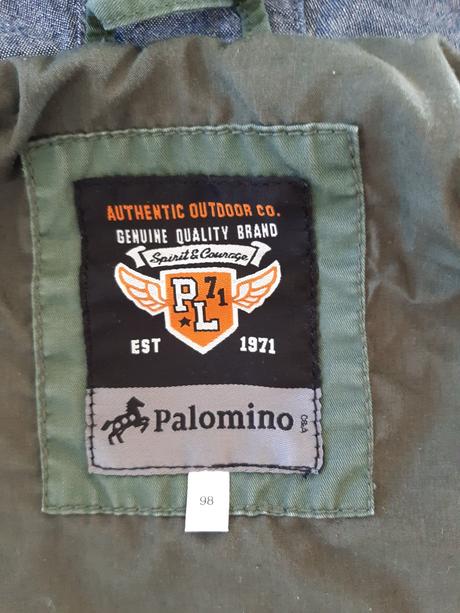 AUTHENTIC OUTDOOR CO.
GENUINE QUALITY BRAND
Spirit & Courage
PL 71
EST 1971
Palomino C&A
98